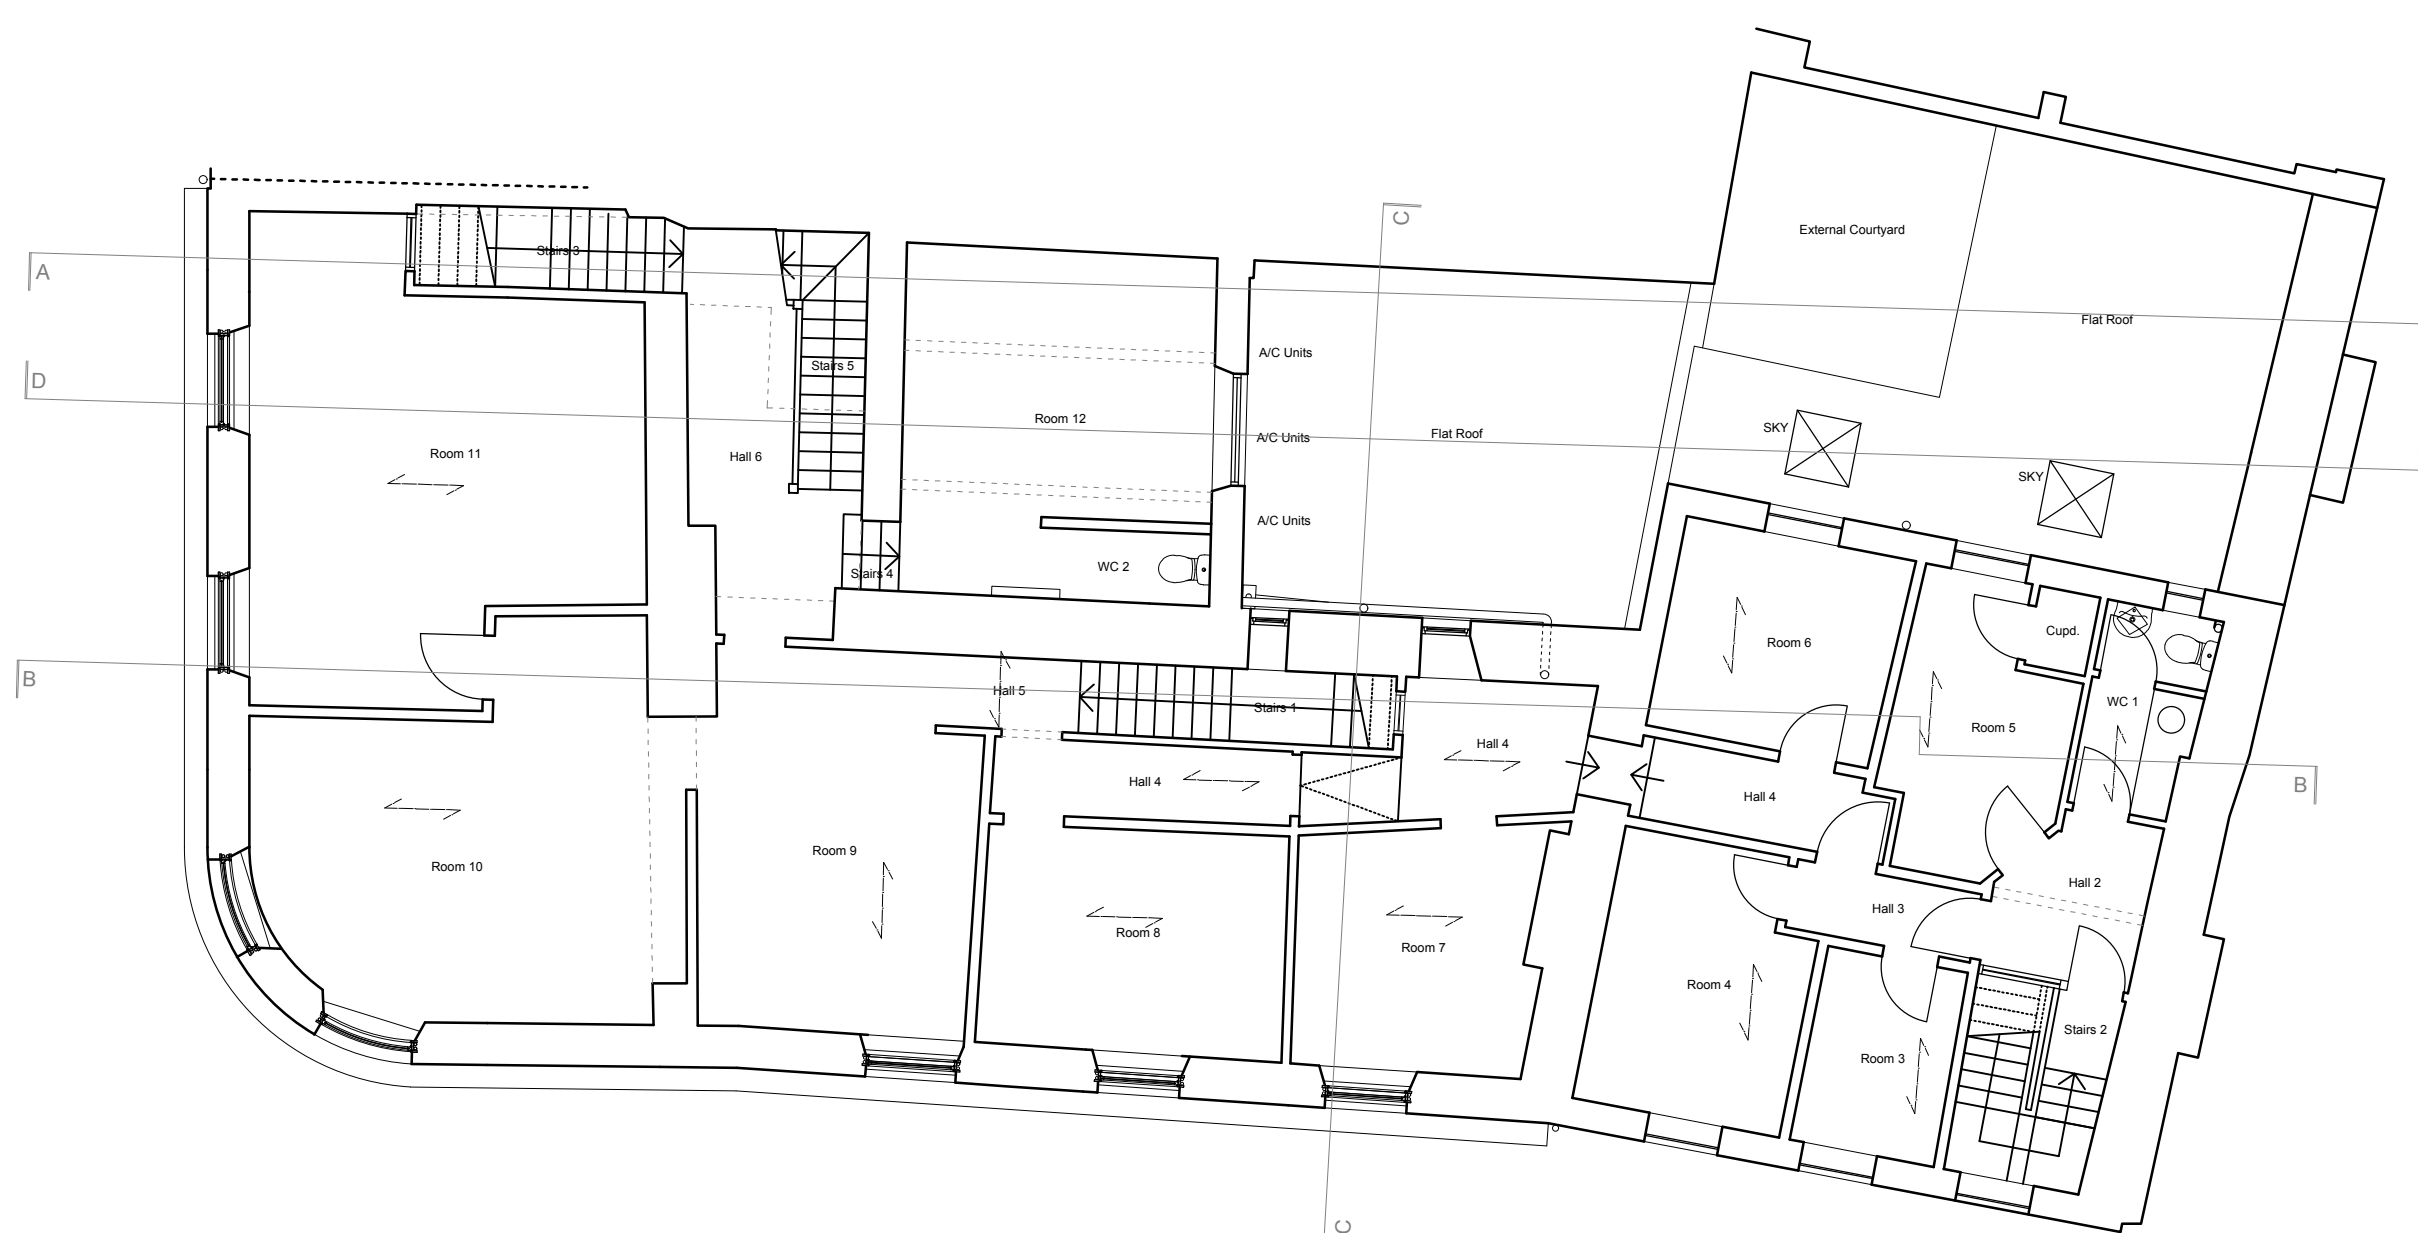 C
External Courtyard
Stairs 3
A
Flat Roof
A/C Units
Stairs 5
D
Room 12
SKY
A/C Units
Flat Roof
Room 11
Hall 6
SKY
A/C Units
WC 2
Stairs 4
Cupd.
Room 6
B
Hall 5
Stairs 1
WC 1
Room 5
Hall 4
Hall 4
Hall 4
B
Room 9
Room 10
Hall 2
Hall 3
Room 8
Room 7
Room 4
Stairs 2
Room 3
C